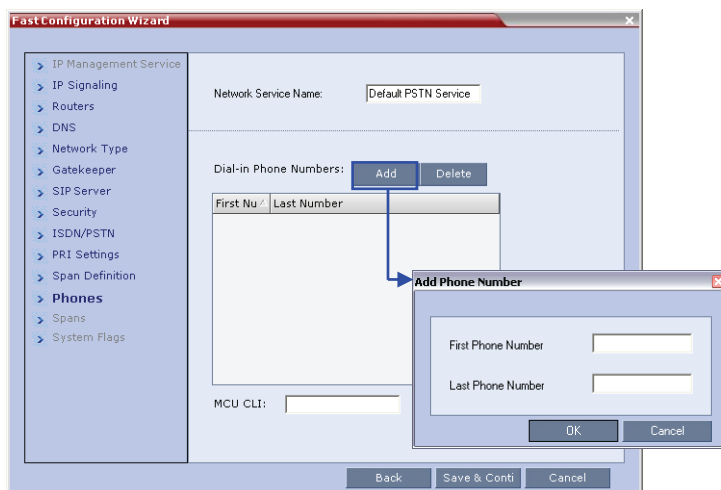 Fast Configuration Wizard
IP Management Service
IP Signaling
Routers
DNS
Network Type
Gatekeeper
SIP Server
Security
ISDN/PSTN
PRI Settings
Span Definition
Phones
Spans
System Flags
Network Service Name: Default PSTN Service
Dial-in Phone Numbers: Add Delete
First Nu Last Number
MCU CLI:
Back Save & Conti Cancel
Add Phone Number
First Phone Number
Last Phone Number
OK Cancel